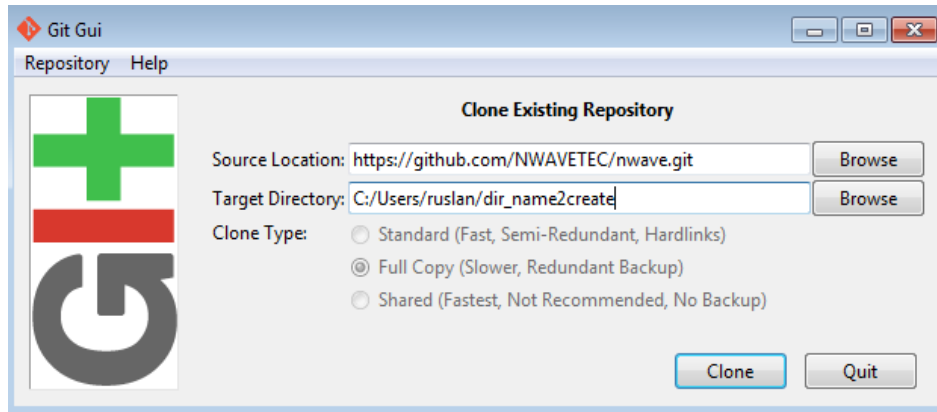 Git Gui
Repository Help
git
Clone Existing Repository
Source Location: https://github.com/NWAVETEC/nwave.git Browse
Target Directory: C:/Users/ruslan/dir_name2create Browse
Clone Type: Standard (Fast, Semi-Redundant, Hardlinks)
Full Copy (Slower, Redundant Backup)
Shared (Fastest, Not Recommended, No Backup)
Clone Quit